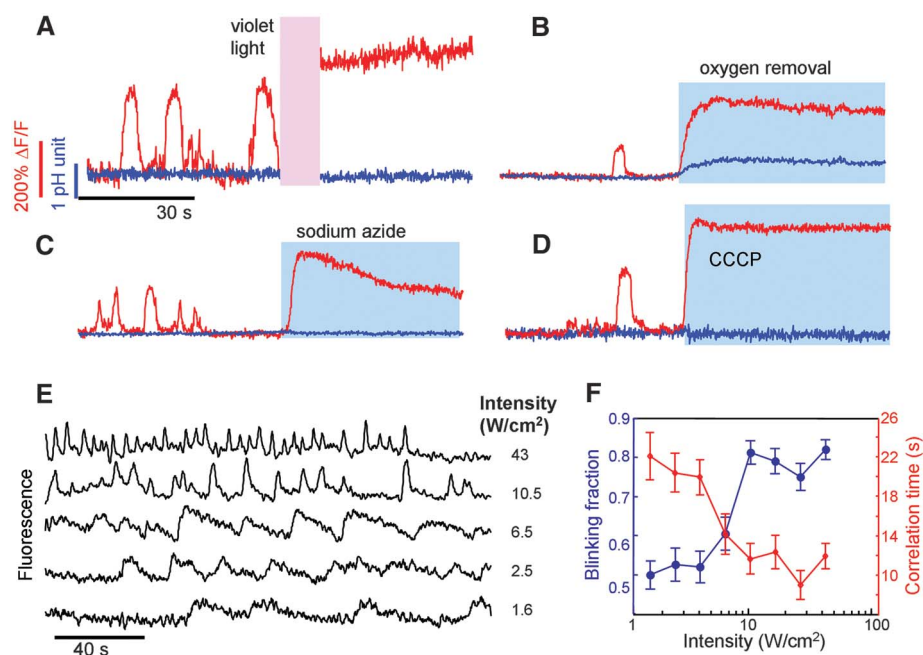 A
violet
light
200% ΔF/F
1 pH unit
30 s
B
oxygen removal
C
sodium azide
D
CCCP
E
Intensity
(W/cm²)
Fluorescence
43
10.5
6.5
2.5
1.6
40 s
F
0.9
0.8
0.7
0.6
0.5
Blinking fraction
26
22
18
14
10
Correlation time (s)
1
10
100
Intensity (W/cm²)